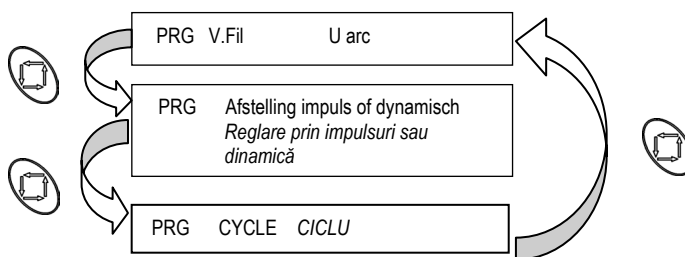 PRG V.Fil U arc
PRG Afstelling impuls of dynamisch
Reglare prin impulsuri sau
dinamică
PRG CYCLE CICLU